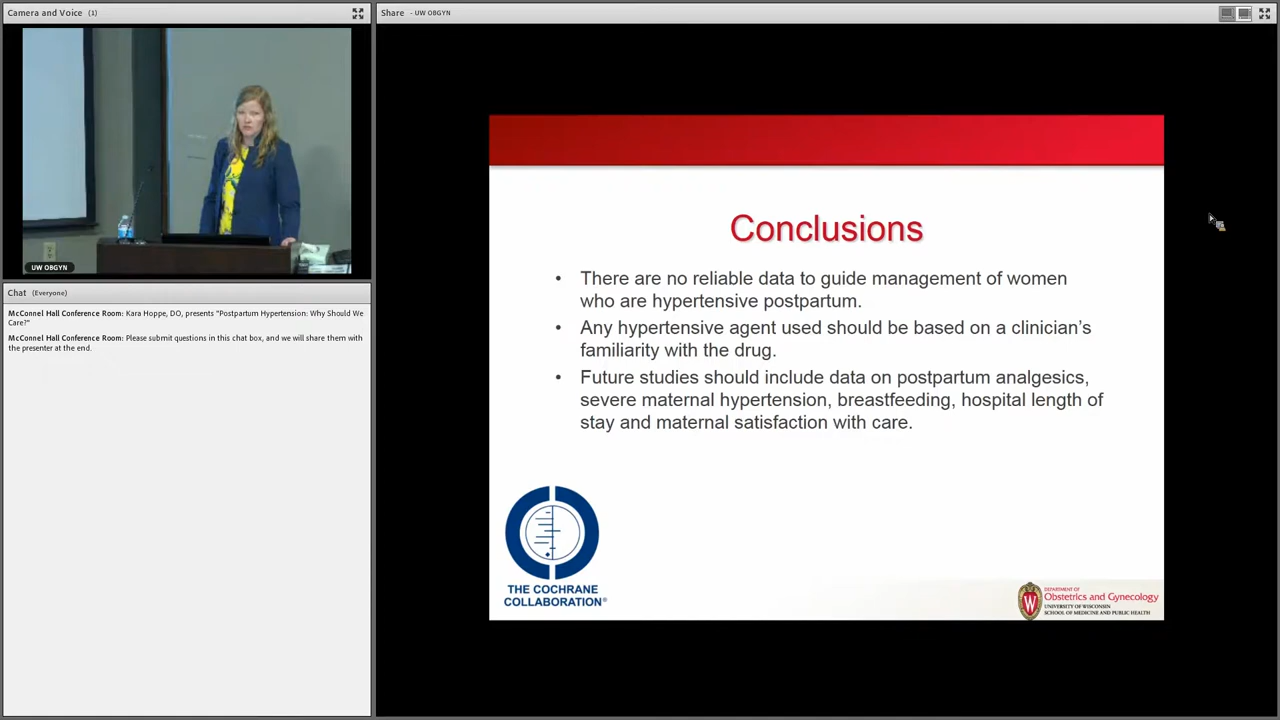 Camera and Voice (1)
UW OBGYN
Chat (Everyone)
McConnel Hall Conference Room: Kara Hoppe, DO, presents "Postpartum Hypertension: Why Should We
Care?"
McConnel Hall Conference Room: Please submit questions in this chat box, and we will share them with
the presenter at the end.
Share - UW OBGYN
Conclusions
• There are no reliable data to guide management of women
who are hypertensive postpartum.
• Any hypertensive agent used should be based on a clinician’s
familiarity with the drug.
• Future studies should include data on postpartum analgesics,
severe maternal hypertension, breastfeeding, hospital length of
stay and maternal satisfaction with care.
THE COCHRANE
COLLABORATION®
W
DEPARTMENT OF
Obstetrics and Gynecology
UNIVERSITY OF WISCONSIN
SCHOOL OF MEDICINE AND PUBLIC HEALTH